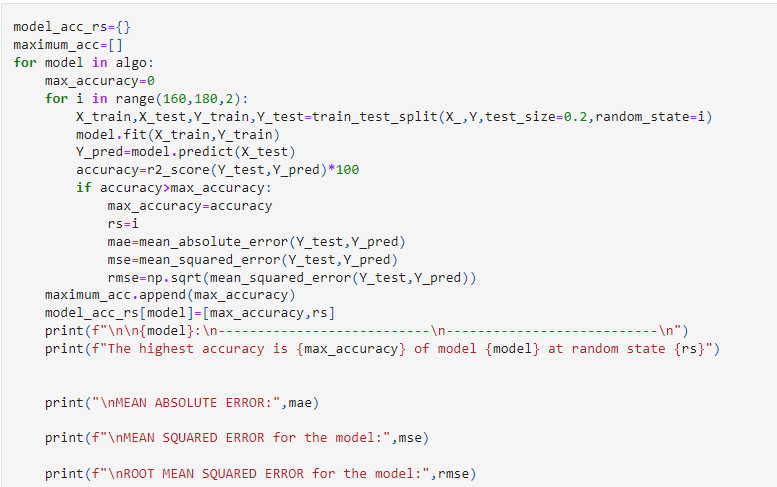 model_acc_rs={}
maximum_acc=[]
for model in algo:
    max_accuracy=0
    for i in range(160,180,2):
        X_train,X_test,Y_train,Y_test=train_test_split(X_,Y,test_size=0.2,random_state=i)
        model.fit(X_train,Y_train)
        Y_pred=model.predict(X_test)
        accuracy=r2_score(Y_test,Y_pred)*100
        if accuracy>max_accuracy:
            max_accuracy=accuracy
            rs=i
            mae=mean_absolute_error(Y_test,Y_pred)
            mse=mean_squared_error(Y_test,Y_pred)
            rmse=np.sqrt(mean_squared_error(Y_test,Y_pred))
    maximum_acc.append(max_accuracy)
    model_acc_rs[model]=[max_accuracy,rs]
    print(f"\n\n{model}:\n---------------------------\n---------------------------\n")
    print(f"The highest accuracy is {max_accuracy} of model {model} at random state {rs}")
    print("\nMEAN ABSOLUTE ERROR:",mae)
    print(f"\nMEAN SQUARED ERROR for the model:",mse)
    print(f"\nROOT MEAN SQUARED ERROR for the model:",rmse)